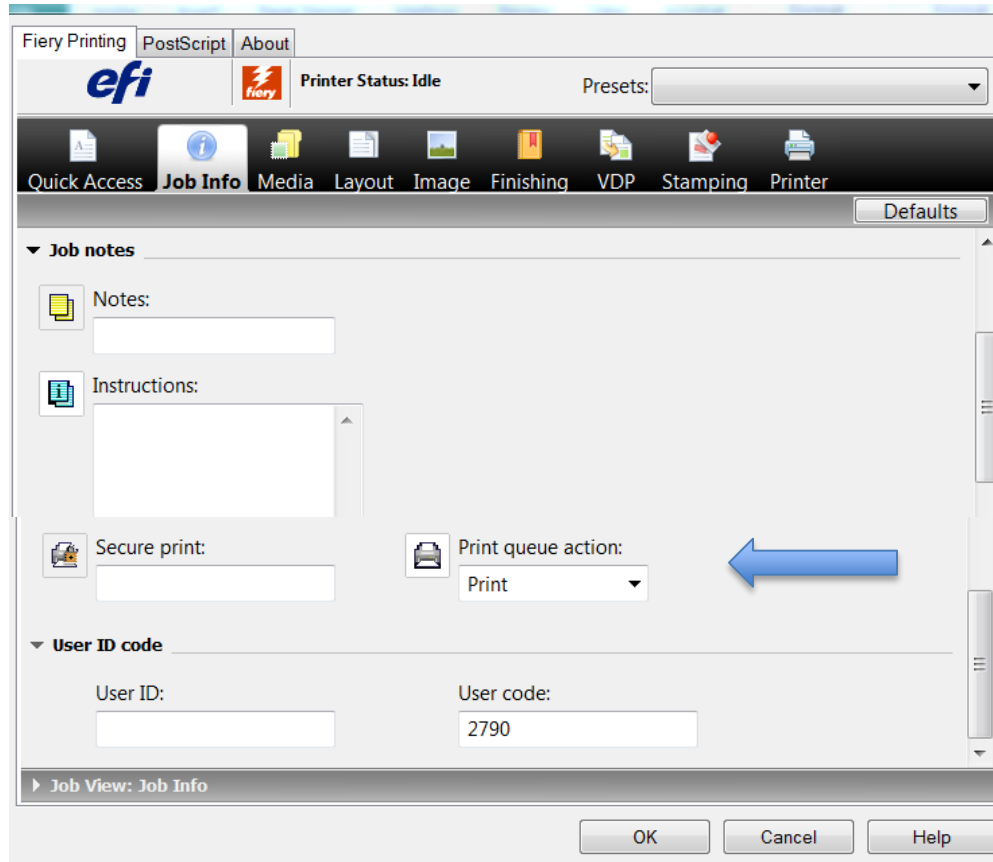 Fiery Printing PostScript About
efi fiery Printer Status: Idle Presets:
Quick Access Job Info Media Layout Image Finishing VDP Stamping Printer
Defaults
Job notes
Notes:
Instructions:
Secure print: Print queue action:
Print
User ID code
User ID: User code:
2790
Job View: Job Info
OK Cancel Help